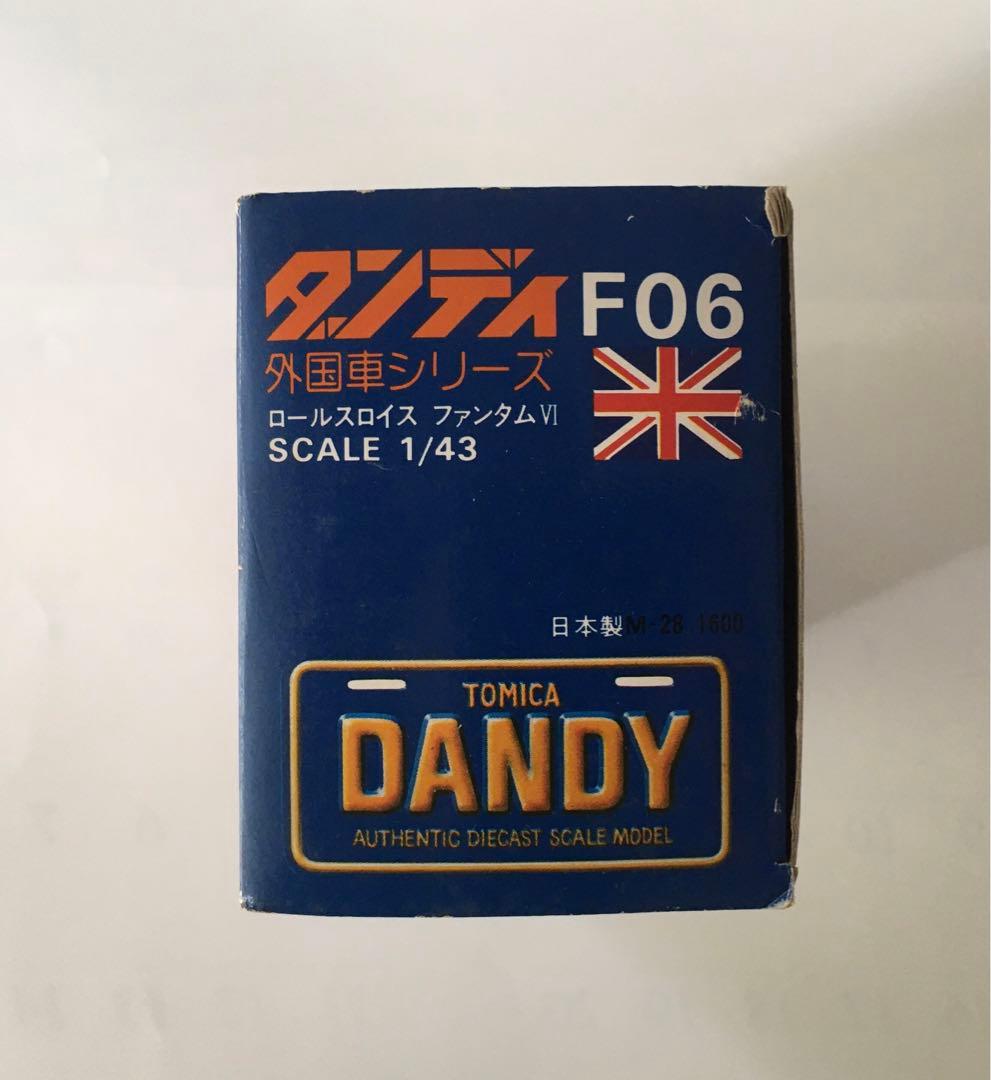 ダンディ F06
外国車シリーズ
ロールスロイス ファンタムVI
SCALE 1/43
日本製 M-28 1600
TOMICA
DANDY
AUTHENTIC DIECAST SCALE MODEL